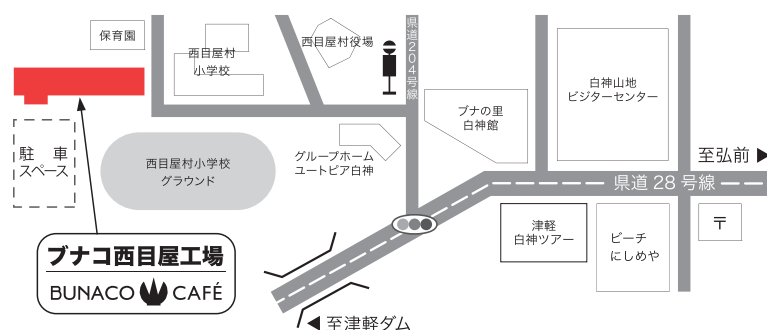 保育園
西目屋村
小学校
西目屋村役場
県道204号線
白神山地
ビジターセンター
ブナの里
白神館
至弘前
駐 車
スペース
西目屋村小学校
グラウンド
グループホーム
ユートピア白神
県道 28 号線
津軽
白神ツアー
ビーチ
にしめや
〒
ブナコ西目屋工場
BUNACO CAFÉ
至津軽ダム